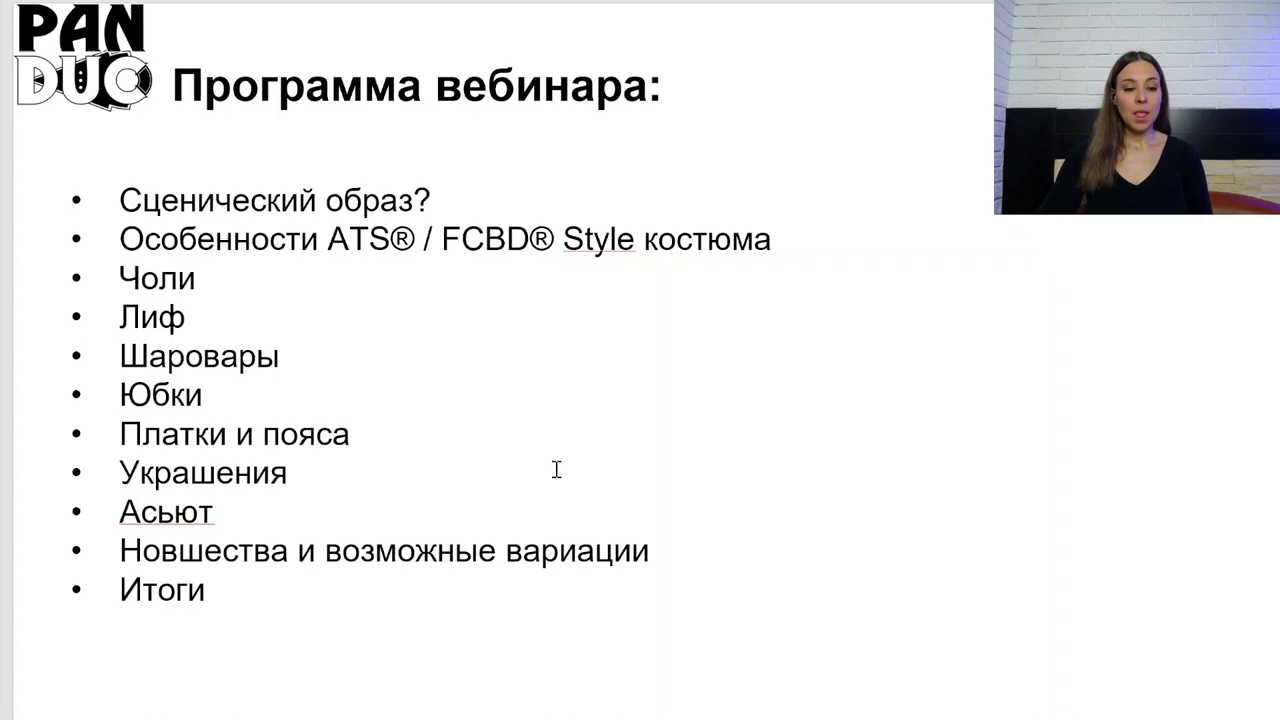 PAN
DUC
Программа вебинара:
• Сценический образ?
• Особенности ATS® / FCBD® Style костюма
• Чоли
• Лиф
• Шаровары
• Юбки
• Платки и пояса
• Украшения
• Асьют
• Новшества и возможные вариации
• Итоги